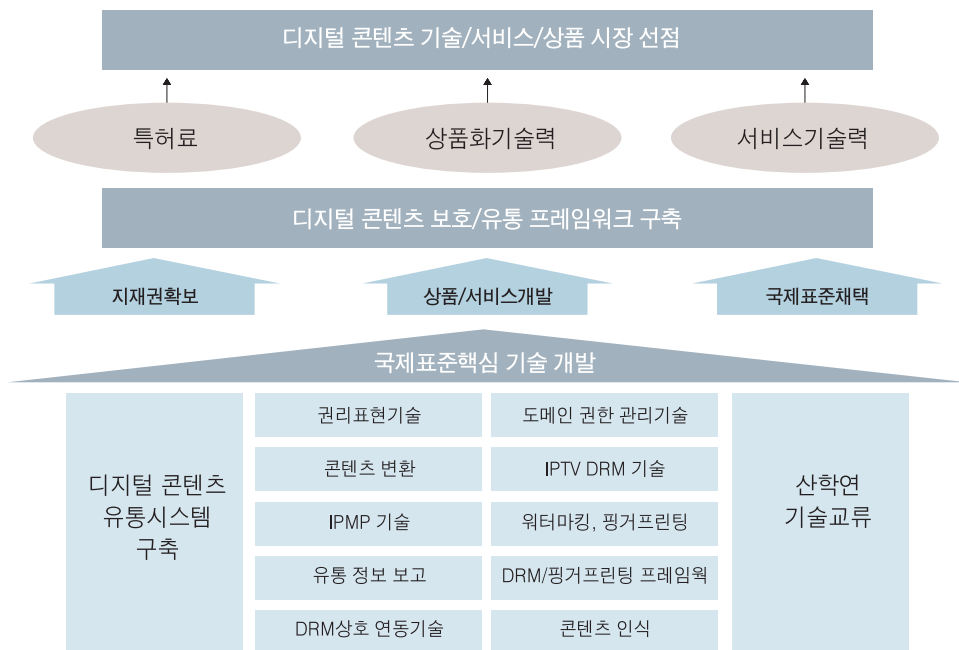 디지털 콘텐츠 기술/서비스/상품 시장 선점
특허료
상품화기술력
서비스기술력
디지털 콘텐츠 보호/유통 프레임워크 구축
지재권확보
상품/서비스개발
국제표준채택
국제표준핵심 기술 개발
디지털 콘텐츠
유통시스템
구축
권리표현기술
도메인 권한 관리기술
콘텐츠 변환
IPTV DRM 기술
IPMP 기술
워터마킹, 핑거프린팅
유통 정보 보고
DRM/핑거프린팅 프레임웍
DRM상호 연동기술
콘텐츠 인식
산학연
기술교류